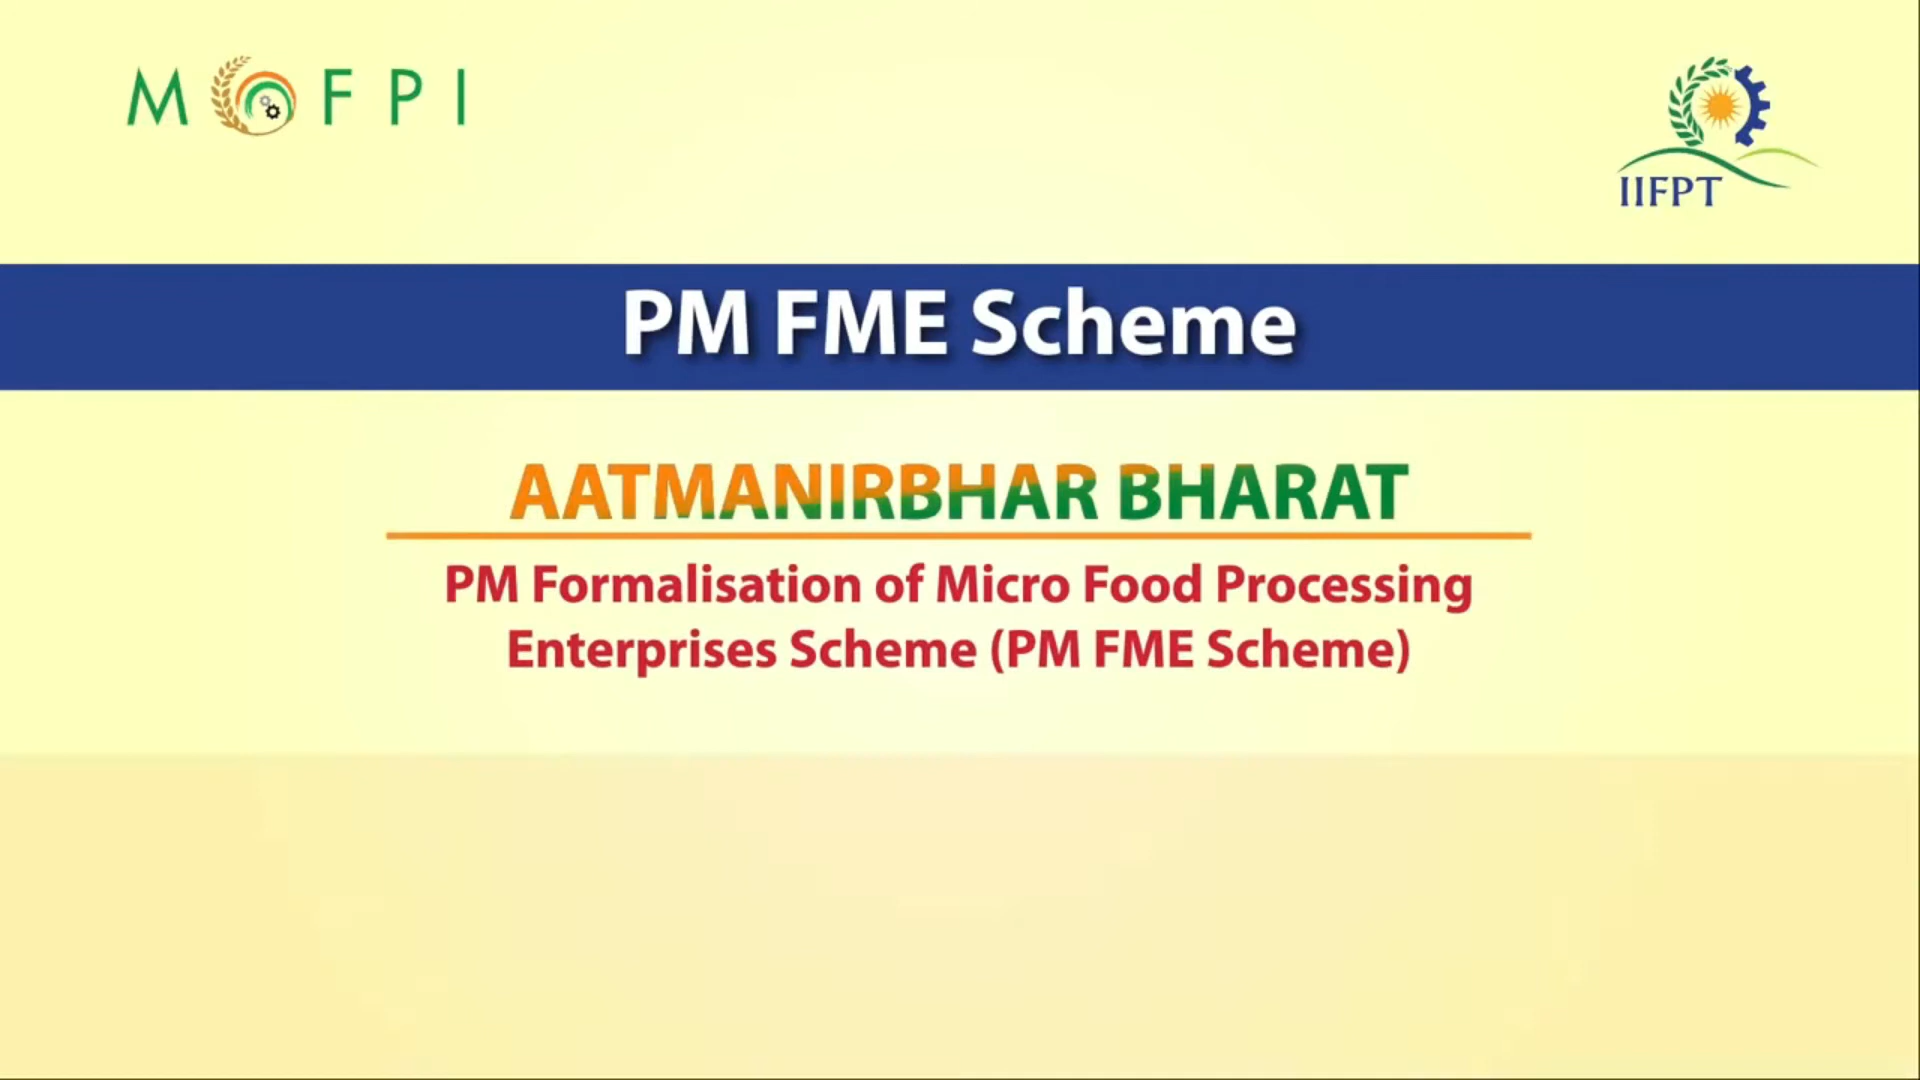 MOFPI
IIFPT
PM FME Scheme
AATMANIRBHAR BHARAT
PM Formalisation of Micro Food Processing
Enterprises Scheme (PM FME Scheme)